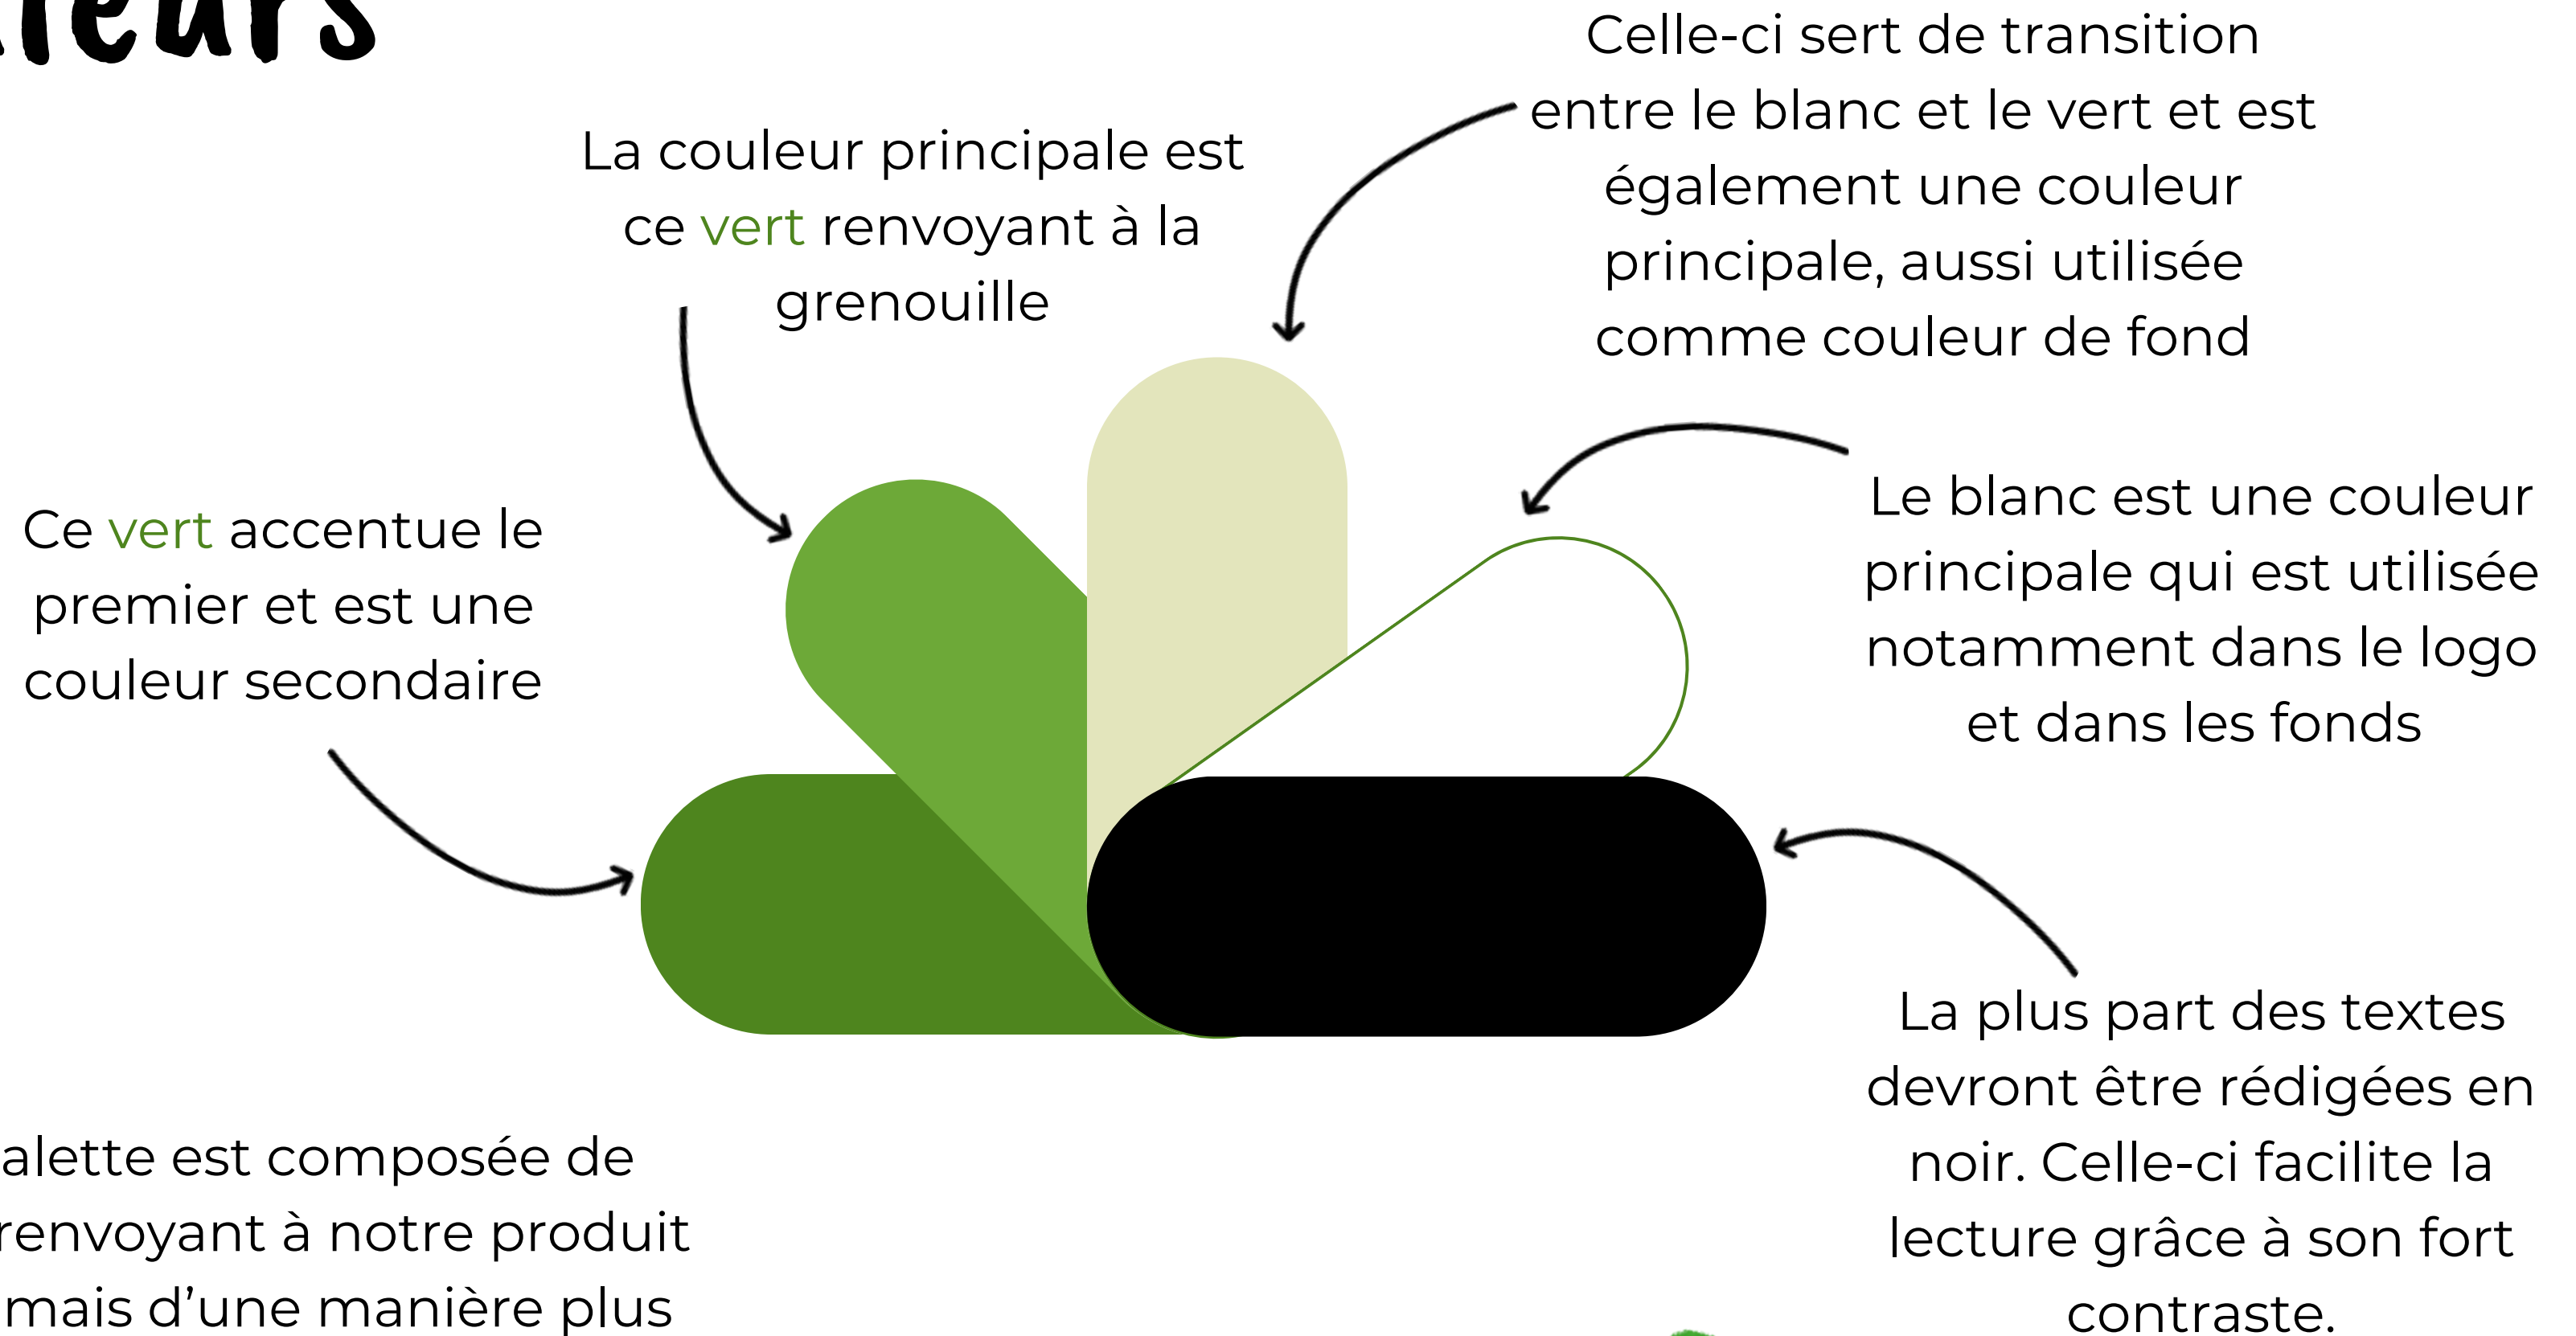 Celle-ci sert de transition
entre le blanc et le vert et est
également une couleur
principale, aussi utilisée
comme couleur de fond
La couleur principale est
ce vert renvoyant à la
grenouille
Le blanc est une couleur
principale qui est utilisée
notamment dans le logo
et dans les fonds
Ce vert accentue le
premier et est une
couleur secondaire
La plus part des textes
devront être rédigées en
noir. Celle-ci facilite la
lecture grâce à son fort
contraste.
alette est composée de
renvoyant à notre produit
mais d'une manière plus